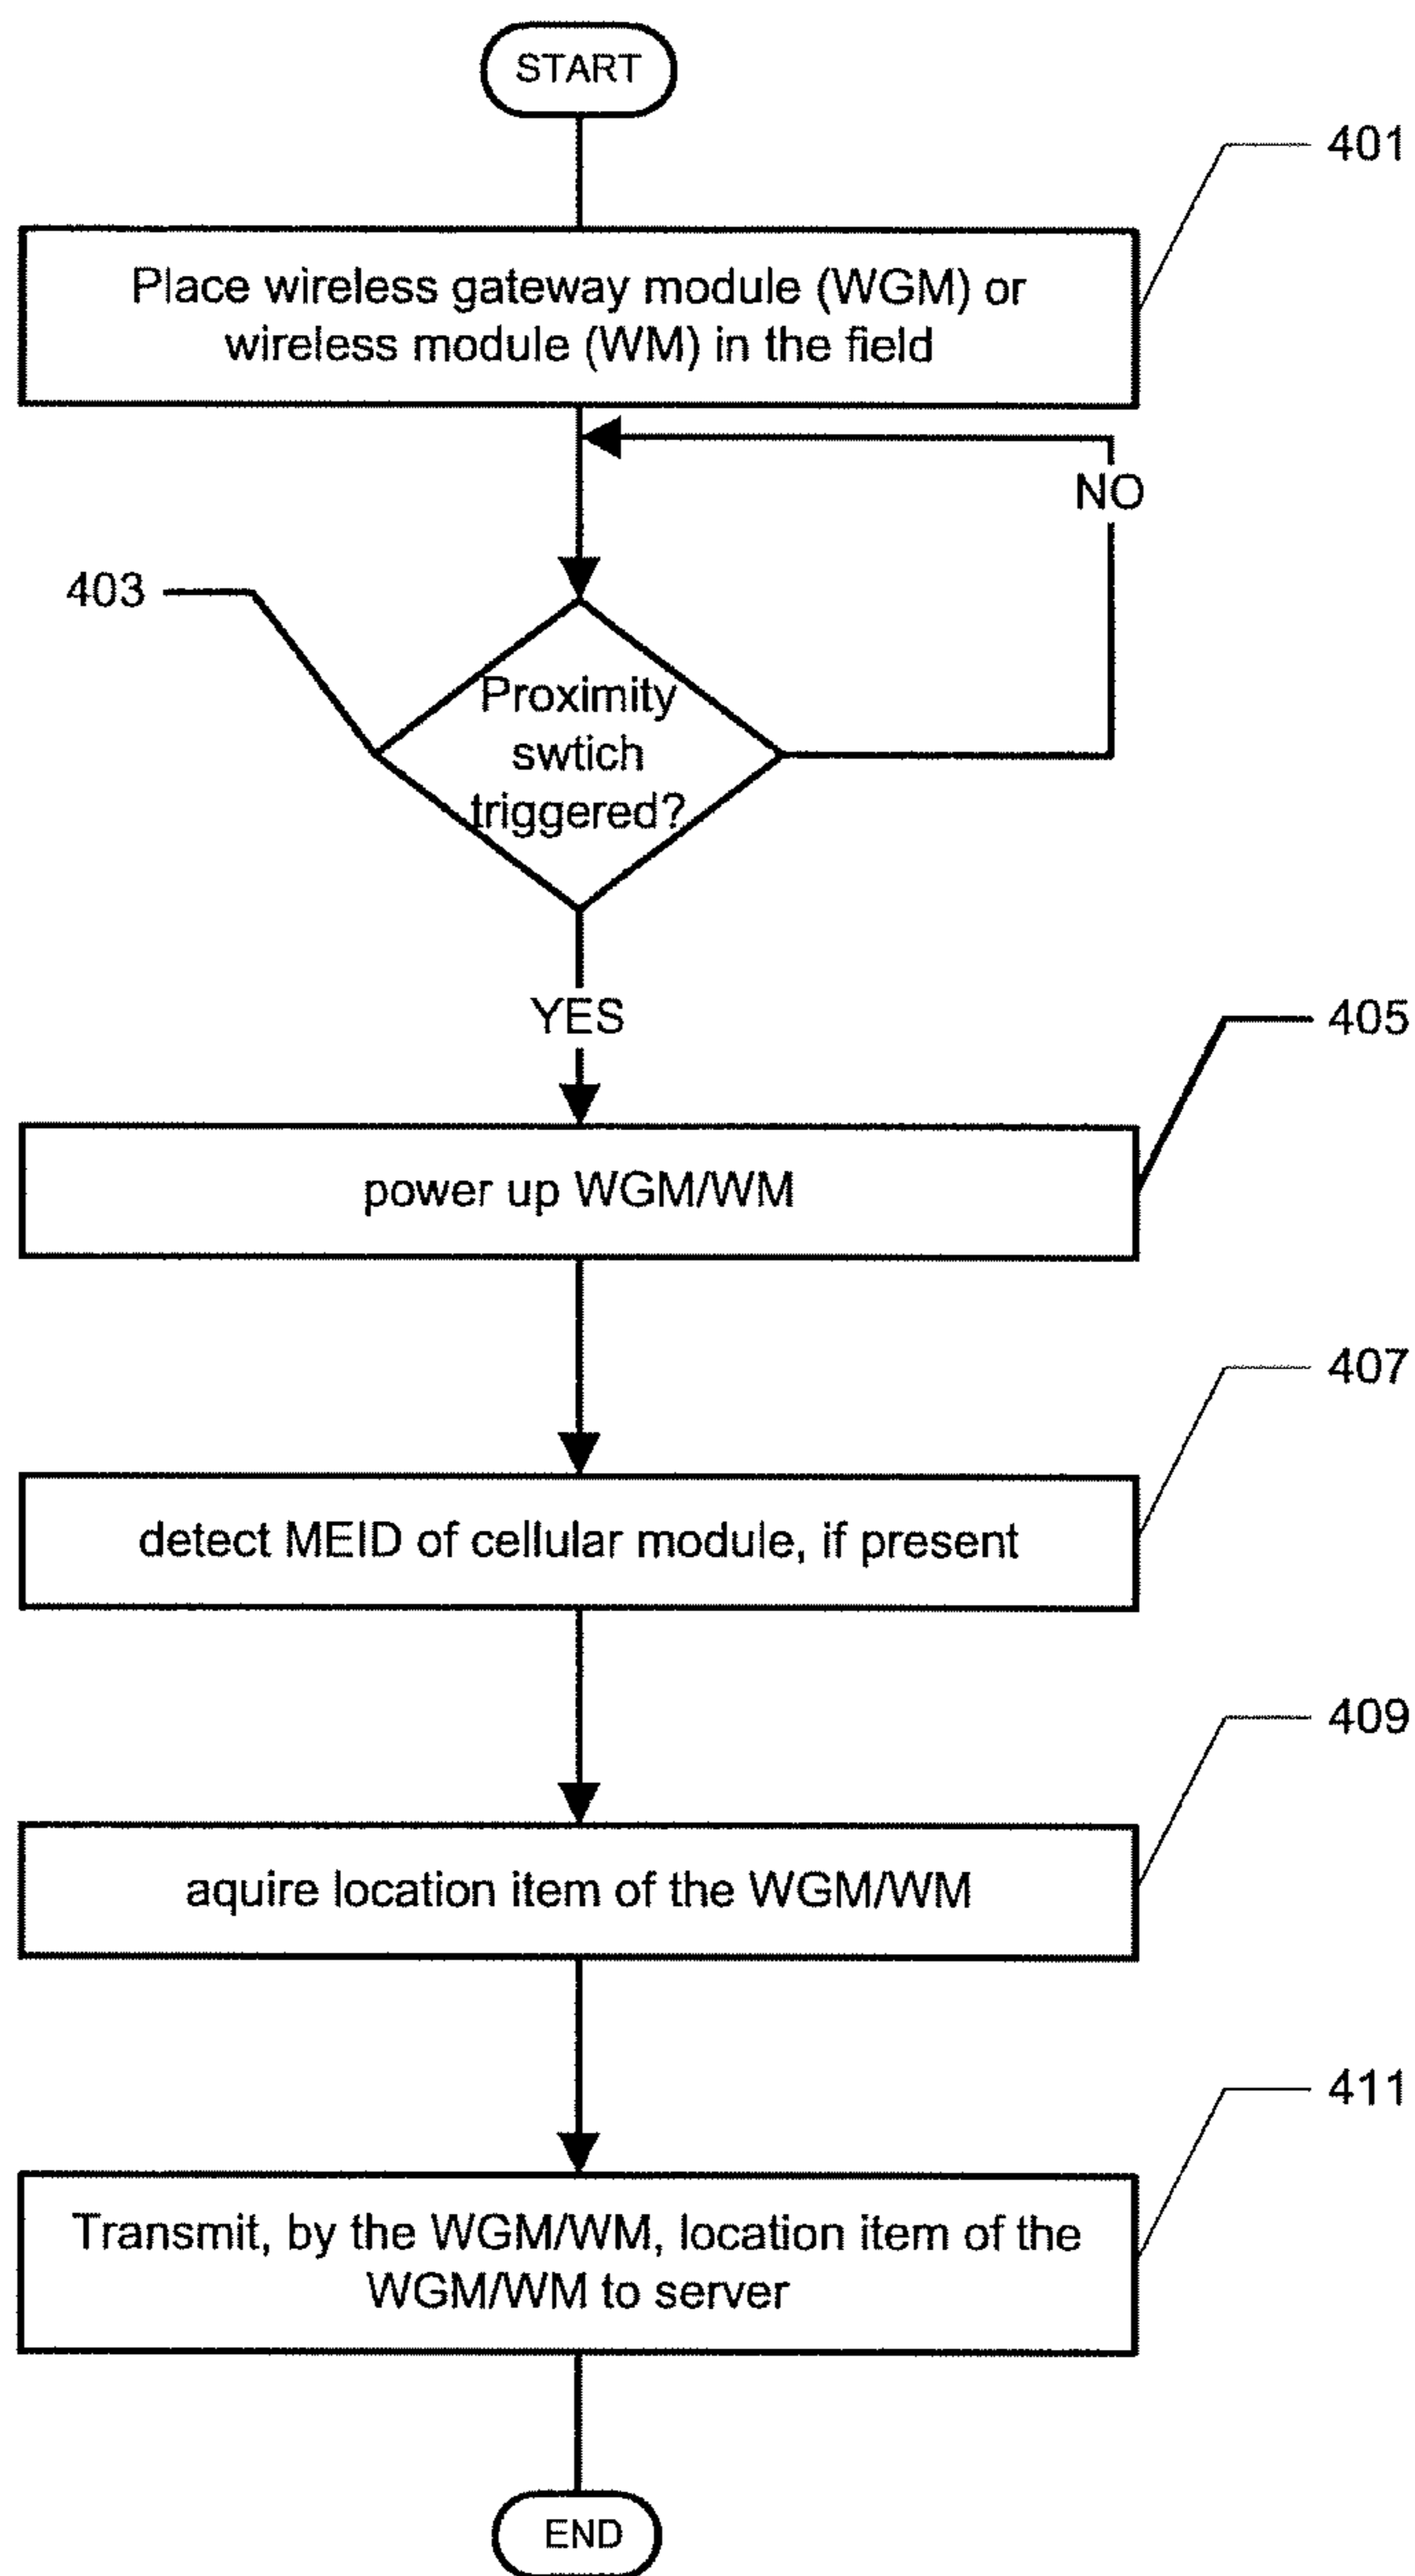 START
401
Place wireless gateway module (WGM) or
wireless module (WM) in the field
NO
403
Proximity
swtich
triggered?
YES
405
power up WGM/WM
407
detect MEID of cellular module, if present
409
aquire location item of the WGM/WM
411
Transmit, by the WGM/WM, location item of the
WGM/WM to server
END